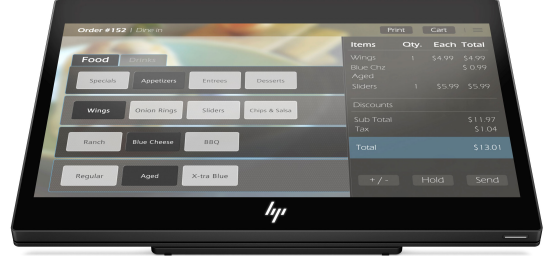 Order #152 | Dine in
Print Cart
Items Qty. Each Total
Food Drinks
Wings 1 $4.99 $4.99
Blue Chz $ 0.99
Aged
Sliders 1 $5.99 $5.99
Specials Appetizers Entrees Desserts
Wings Onion Rings Sliders Chips & Salsa
Discounts
Sub Total $11.97
Tax $1.04
Ranch Blue Cheese BBQ
Total $13.01
Regular Aged X-tra Blue
+ / - Hold Send
hp